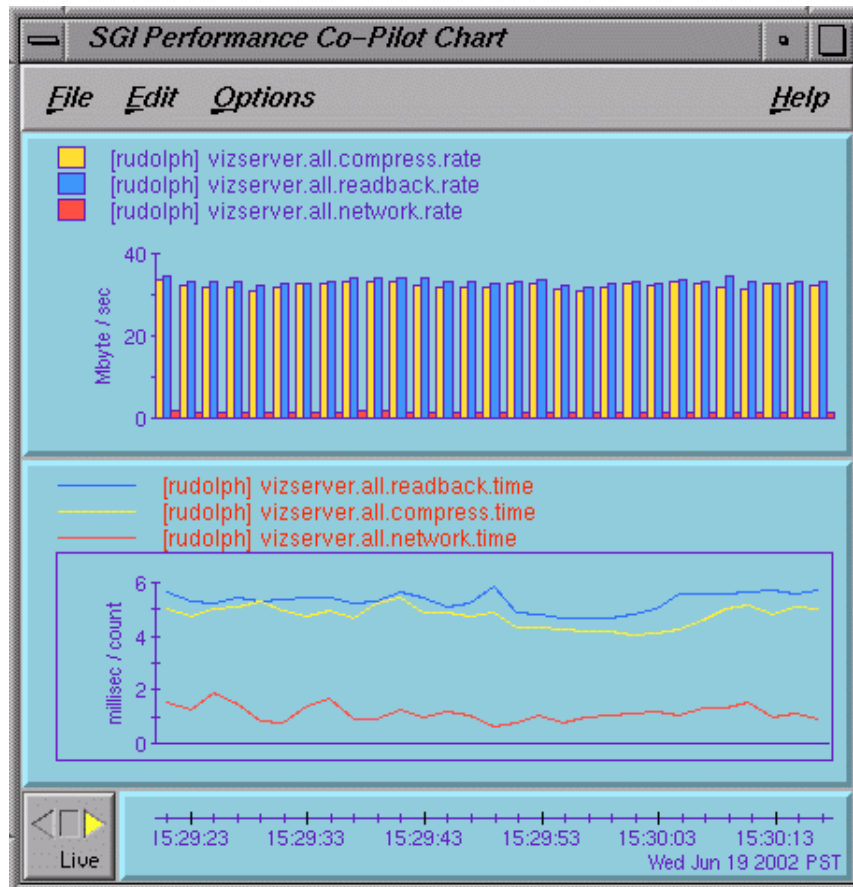 SGI Performance Co-Pilot Chart
File Edit Options Help
[rudolph] vizserver.all.compress.rate
[rudolph] vizserver.all.readback.rate
[rudolph] vizserver.all.network.rate
40
Mbyte / sec
20
0
[rudolph] vizserver.all.readback.time
[rudolph] vizserver.all.compress.time
[rudolph] vizserver.all.network.time
6
4
millisec / count
2
0
Live
15:29:23 15:29:33 15:29:43 15:29:53 15:30:03 15:30:13
Wed Jun 19 2002 PST